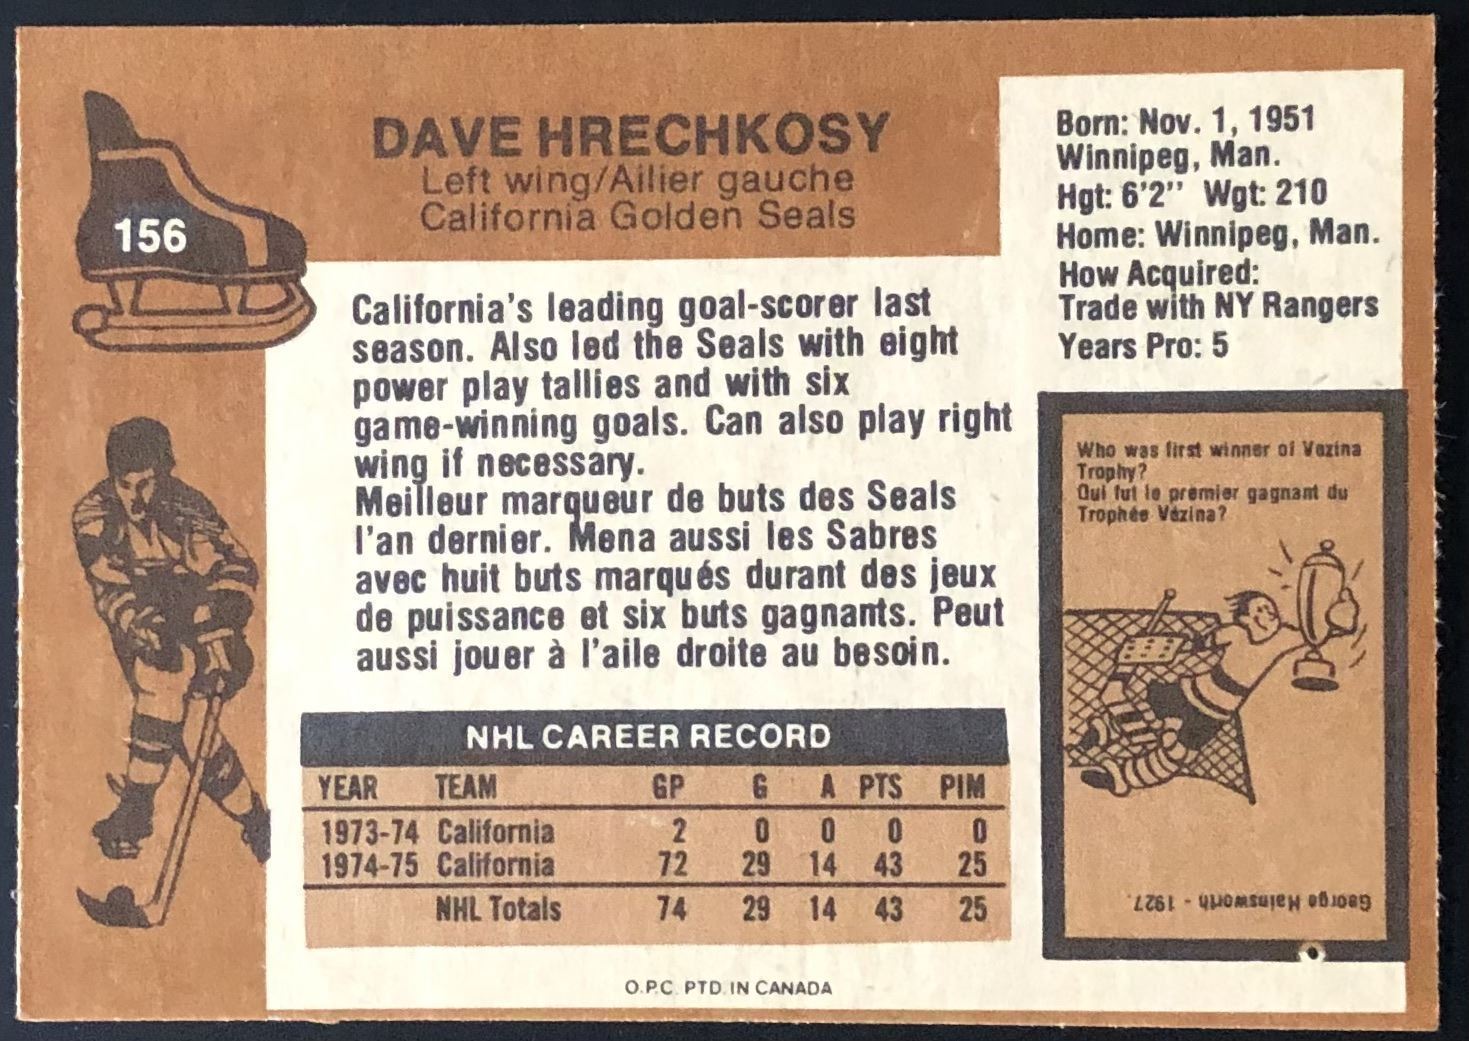 156
DAVE HRECHKOSY
Left wing/Ailier gauche
California Golden Seals
Born: Nov. 1, 1951
Winnipeg, Man.
Hgt: 6'2" Wgt: 210
Home: Winnipeg, Man.
How Acquired:
Trade with NY Rangers
Years Pro: 5
California's leading goal-scorer last
season. Also led the Seals with eight
power play tallies and with six
game-winning goals. Can also play right
wing if necessary.
Meilleur marqueur de buts des Seals
l'an dernier. Mena aussi les Sabres
avec huit buts marqués durant des jeux
de puissance et six buts gagnants. Peut
aussi jouer à l'aile droite au besoin.
Who was first winner of Vezina
Trophy?
Qui fut le premier gagnant du
Trophée Vézina?
George Hainsworth - 1927.
NHL CAREER RECORD
YEAR TEAM GP G A PTS PIM
1973-74 California 2 0 0 0 0
1974-75 California 72 29 14 43 25
NHL Totals 74 29 14 43 25
O.P.C. PTD. IN CANADA